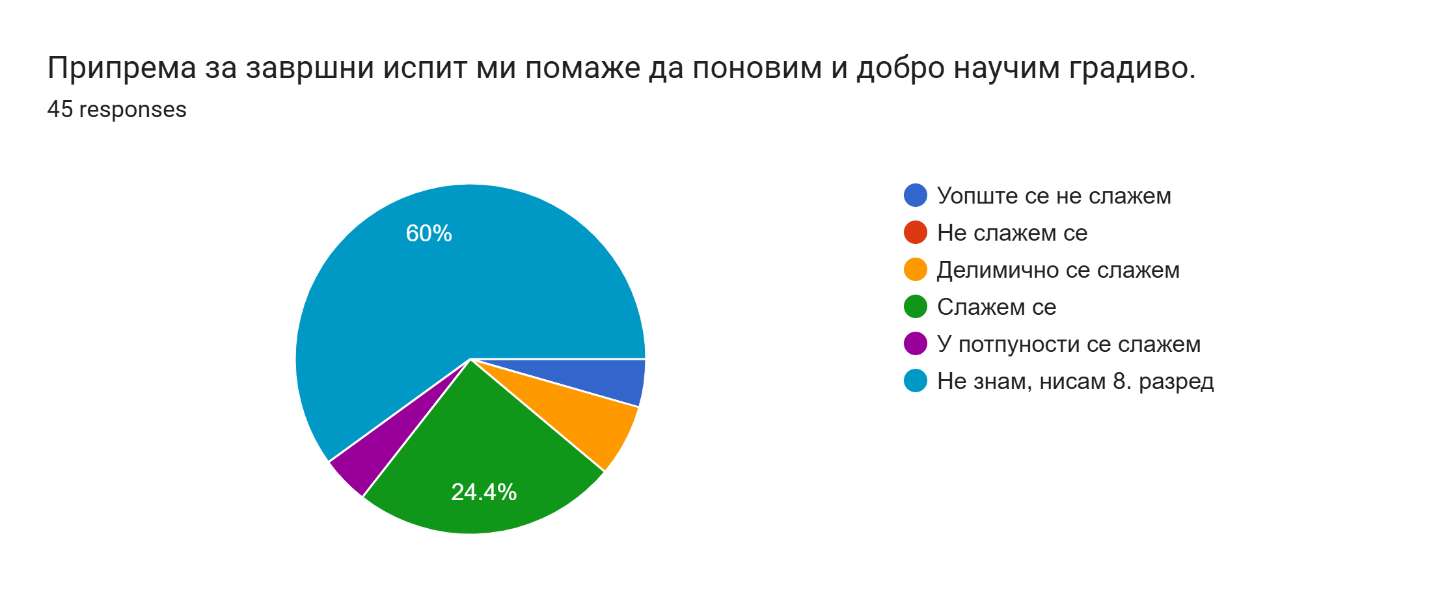 Припрема за завршни испит ми помаже да поновим и добро научим градиво.
45 responses
60%
24.4%
Уопште се не слажем
Не слажем се
Делимично се слажем
Слажем се
У потпуности се слажем
Не знам, нисам 8. разред